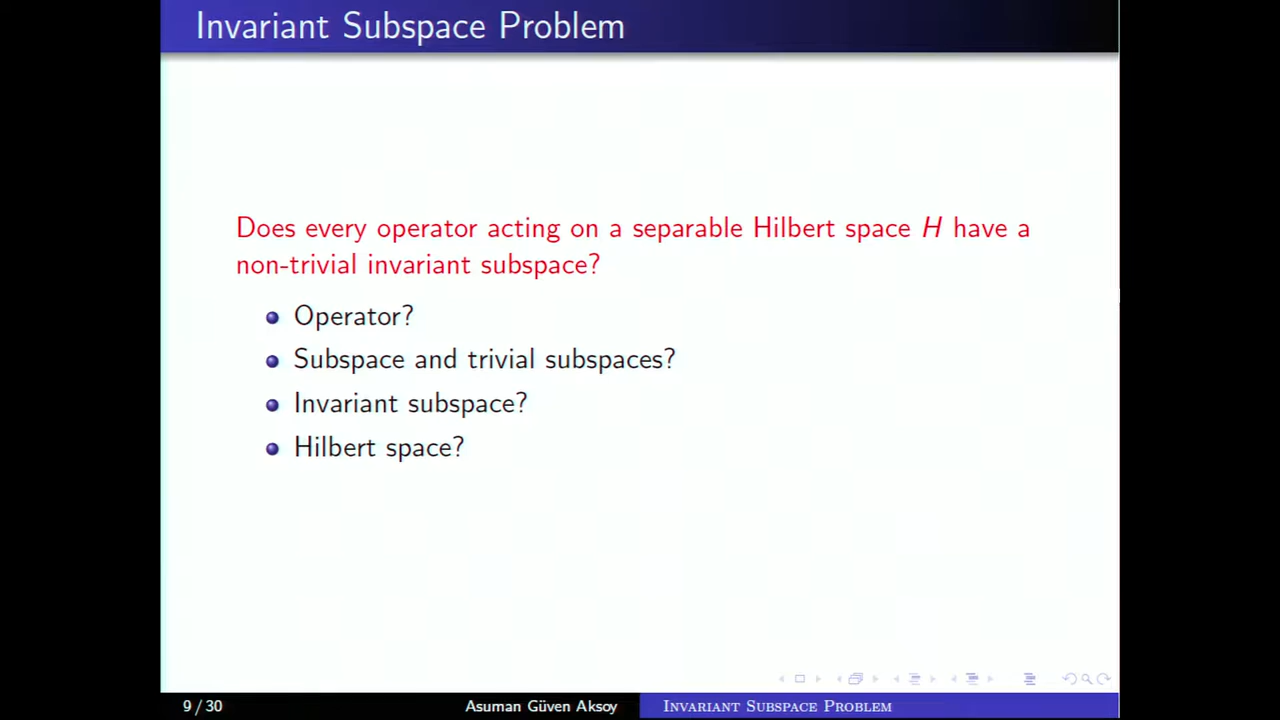 Invariant Subspace Problem
Does every operator acting on a separable Hilbert space H have a
non-trivial invariant subspace?
Operator?
Subspace and trivial subspaces?
Invariant subspace?
Hilbert space?
9 / 30
Asuman Güven Aksoy
INVARIANT SUBSPACE PROBLEM